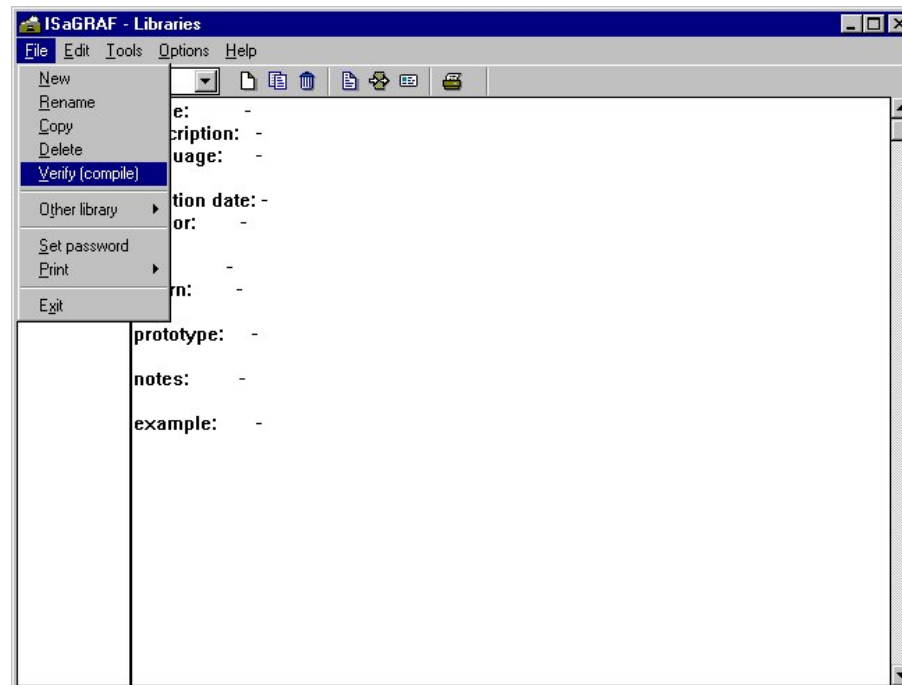 ISaGRAF - Libraries
File Edit Tools Options Help
New
Rename
Copy
Delete
Verify (compile)
Other library
Set password
Print
Exit
e: -
cription: -
uage: -
tion date: -
or: -
-
rn: -
prototype: -
notes: -
example: -